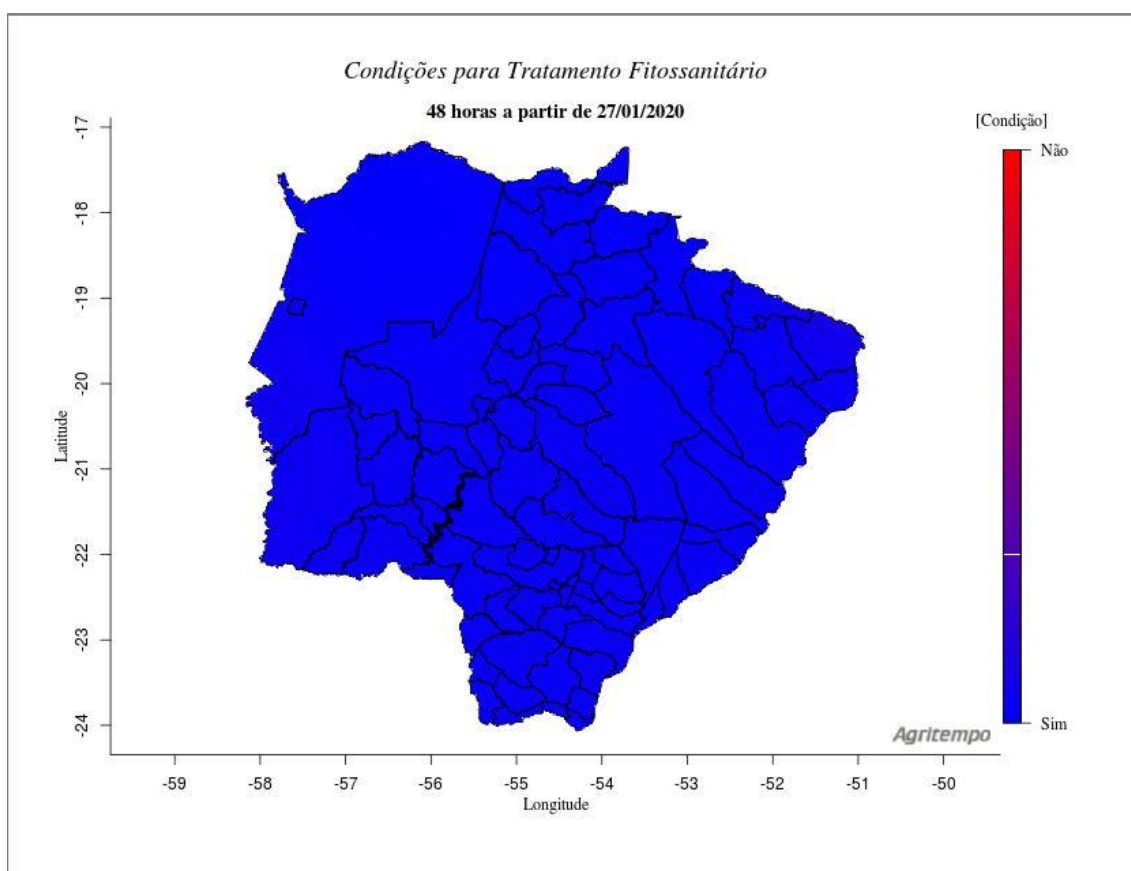 Condições para Tratamento Fitossanitário
48 horas a partir de 27/01/2020
[Condição]
Não
Sim
-17
-18
-19
-20
-21
-22
-23
-24
Latitude
Agritempo
-59 -58 -57 -56 -55 -54 -53 -52 -51 -50
Longitude